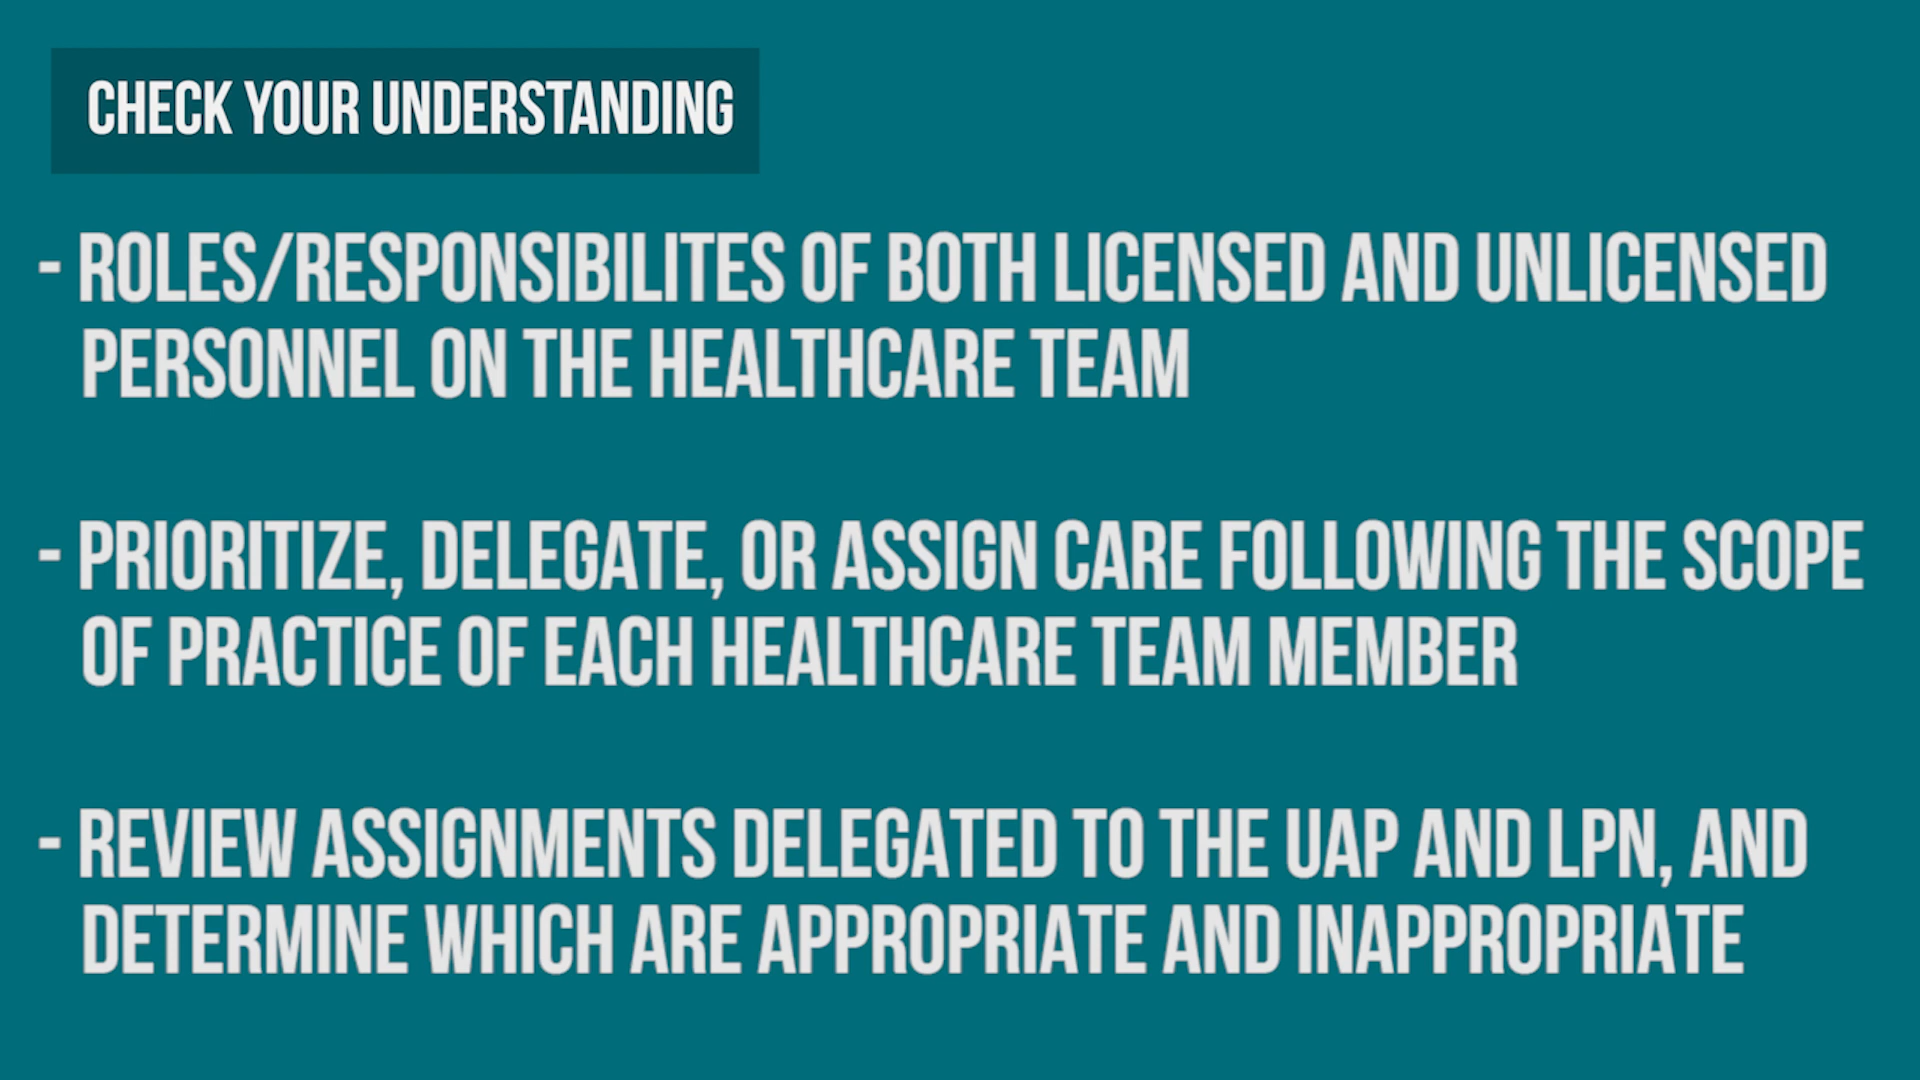 CHECK YOUR UNDERSTANDING
- ROLES/RESPONSIBILITES OF BOTH LICENSED AND UNLICENSED
PERSONNEL ON THE HEALTHCARE TEAM
- PRIORITIZE, DELEGATE, OR ASSIGN CARE FOLLOWING THE SCOPE
OF PRACTICE OF EACH HEALTHCARE TEAM MEMBER
- REVIEW ASSIGNMENTS DELEGATED TO THE UAP AND LPN, AND
DETERMINE WHICH ARE APPROPRIATE AND INAPPROPRIATE